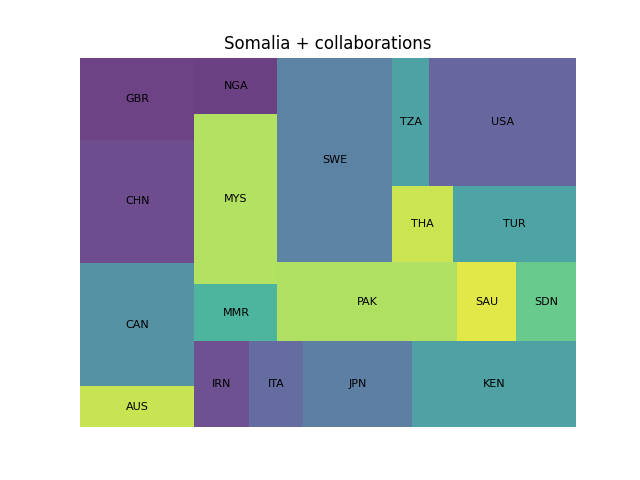 Somalia + collaborations
GBR
NGA
SWE
TZA
USA
CHN
MYS
THA
TUR
CAN
MMR
PAK
SAU
SDN
AUS
IRN
ITA
JPN
KEN